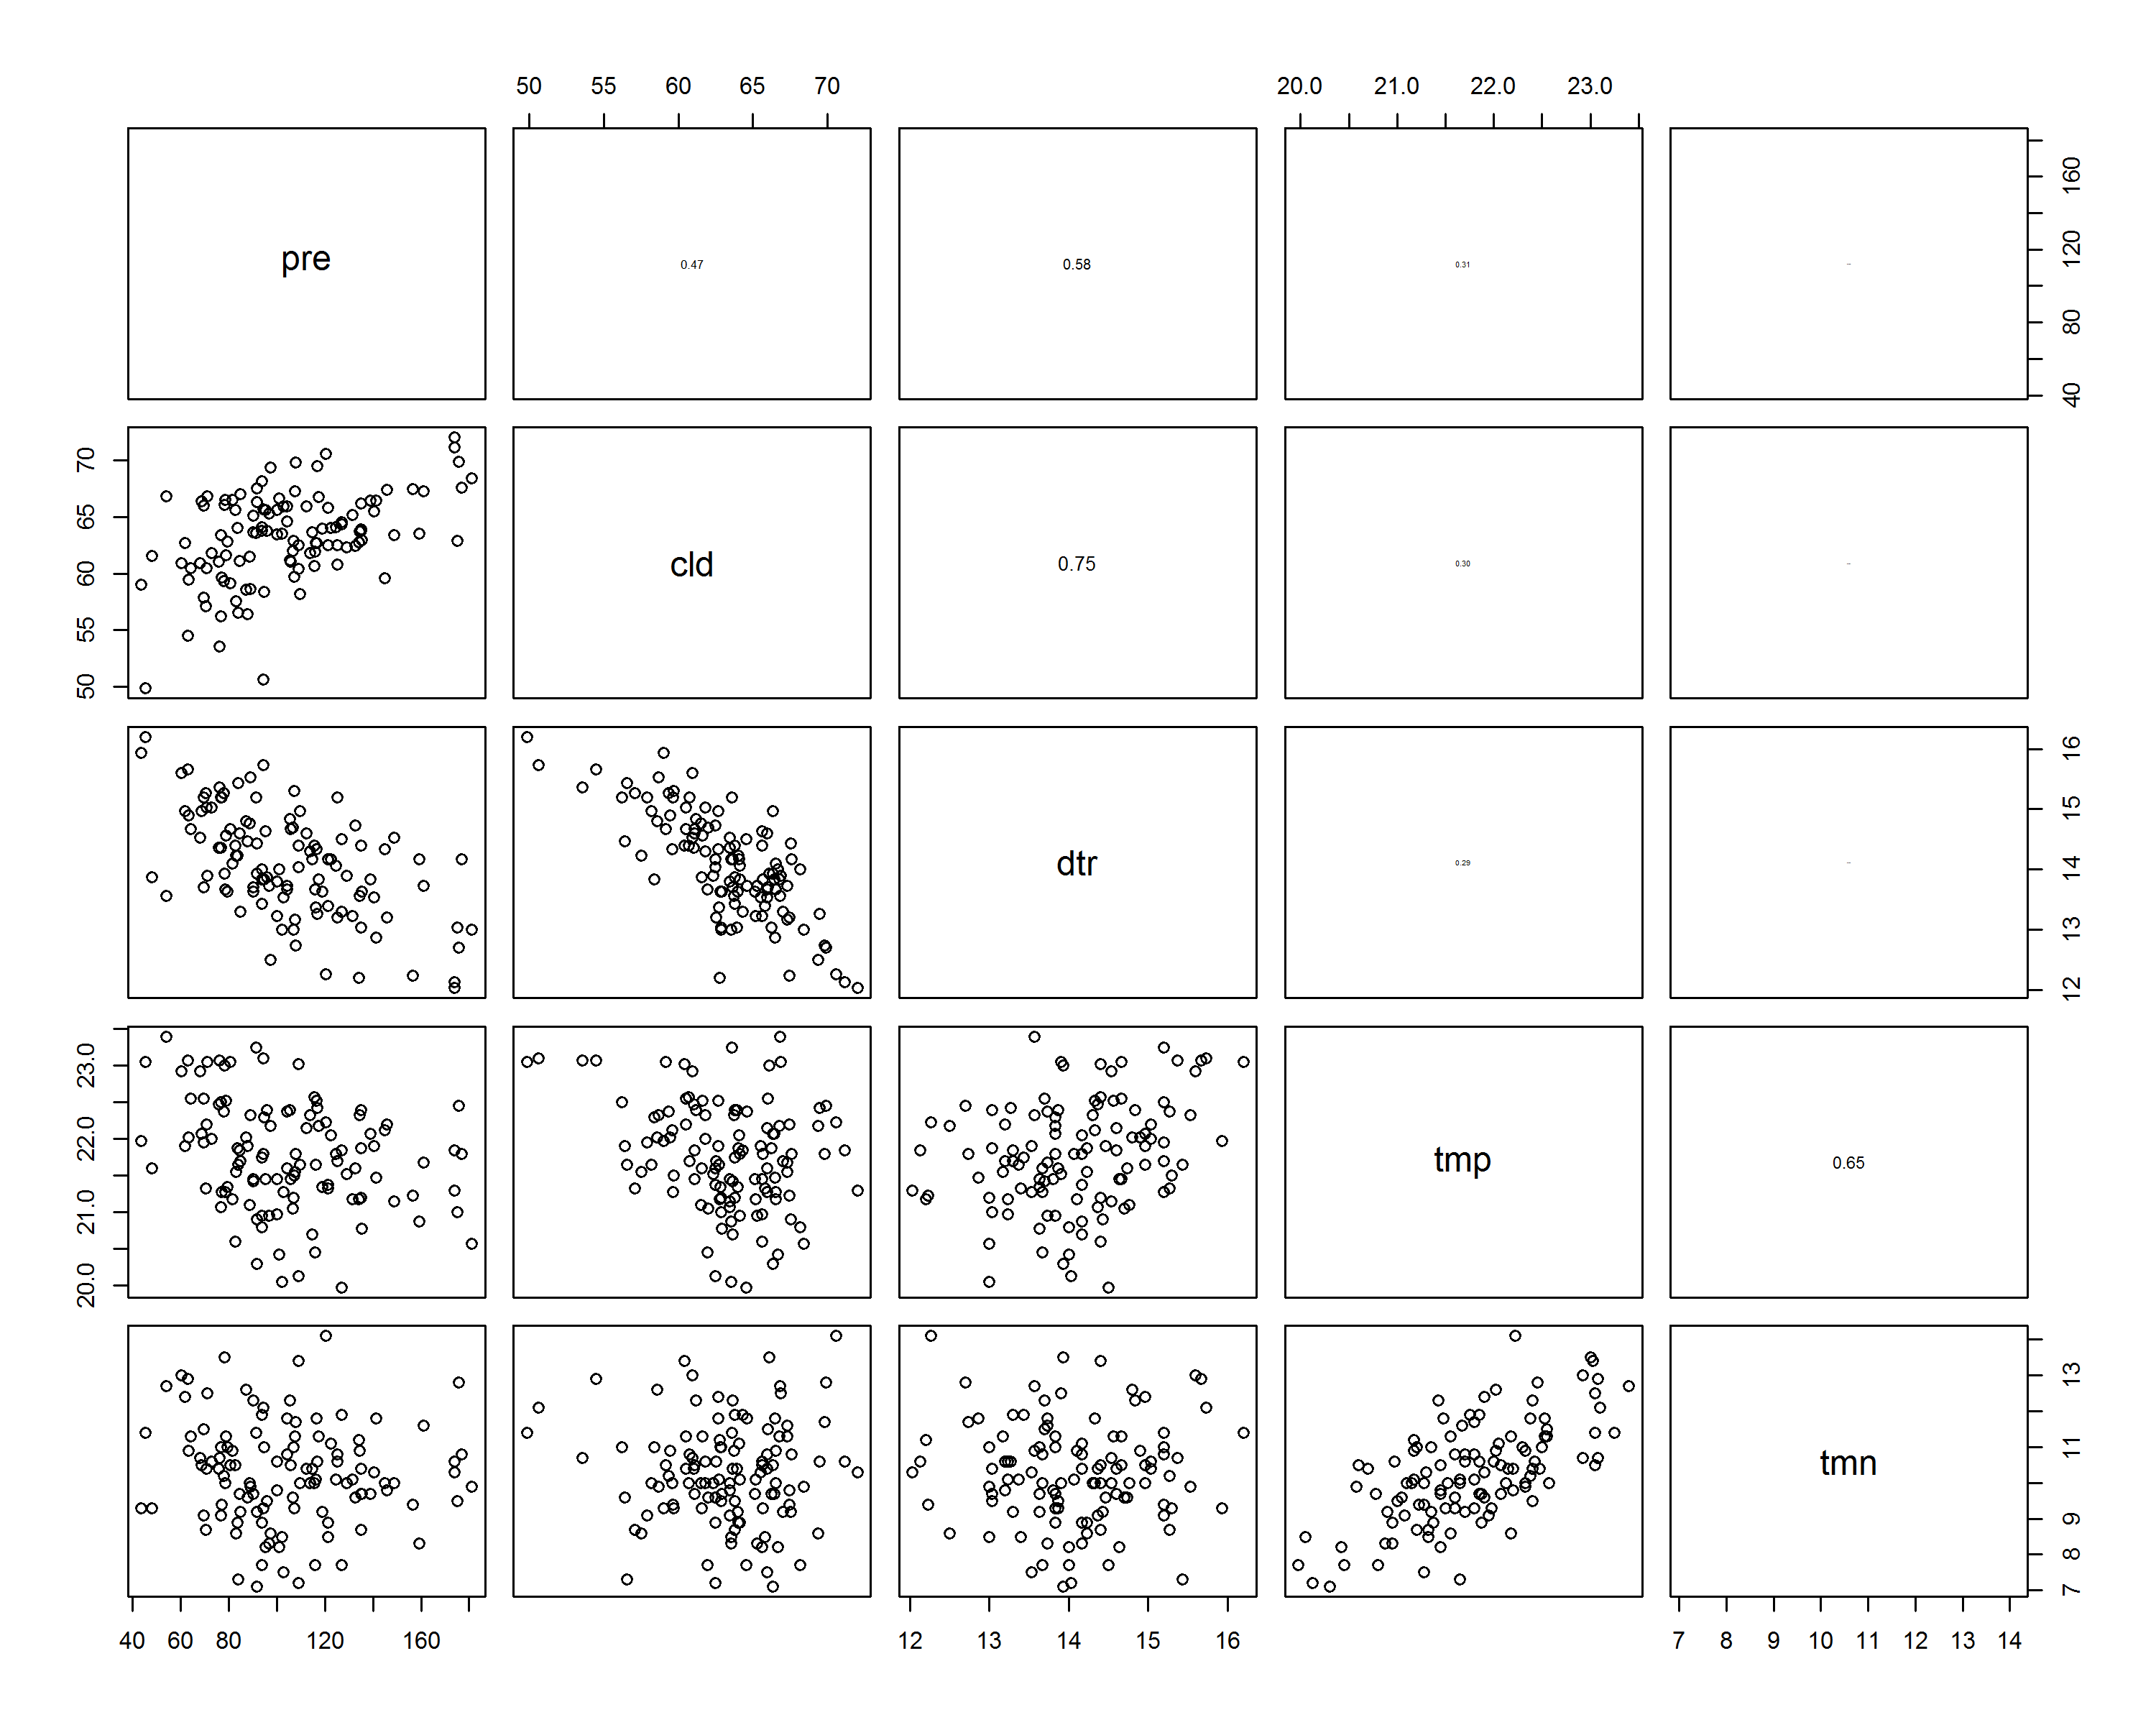 50 55 60 65 70 20.0 21.0 22.0 23.0
pre 0.47 0.58 0.31
40 80 120 160
50 55 60 65 70
cld 0.75 0.30
dtr 0.29
12 13 14 15 16
20.0 21.0 22.0 23.0
tmp 0.65
tmn
7 8 9 11 13
40 60 80 120 160 12 13 14 15 16 7 8 9 10 11 12 13 14